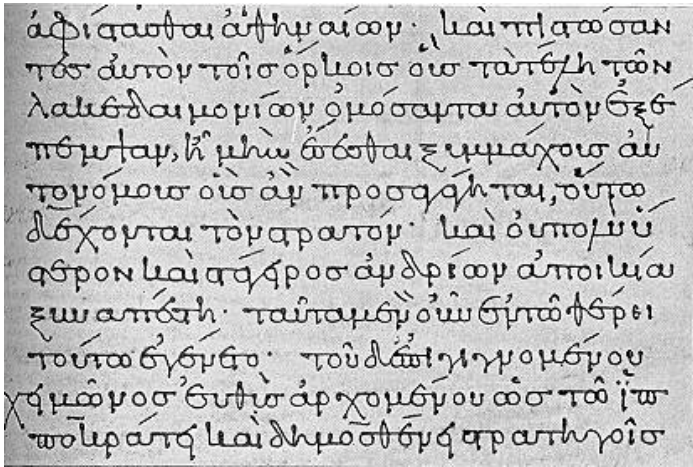 ἀφίστασθαι ἀθηναίων· καὶ πιστώσαν
τες αὐτὸν τοῖς ὅρκοις οὓς τὰ τέλη τῶν
λακεδαιμονίων ὀμόσαντα αὐτὸν ἐξέ
πεμψαν, ἦ μὴν ἔσεσθαι ξυμμάχους αὐ
τονόμους οὓς ἂν προσαγάγηται, οὕτω
δέχονται τὸν στρατόν· καὶ οὐ πολὺ ὕ
στερον καὶ στάγειρος ἀνδρίων ἀποικία
ξυναπέστη· ταῦτα μὲν οὖν ἐν τῶ θέρει
τούτω ἐγένετο· τοῦ δ᾽ ἐπιγιγνομένου
χειμῶνος εὐθὺς ἀρχομένου ὡς τῶ ἱπ
ποκράτει καὶ δημοσθένει στρατηγοῖς